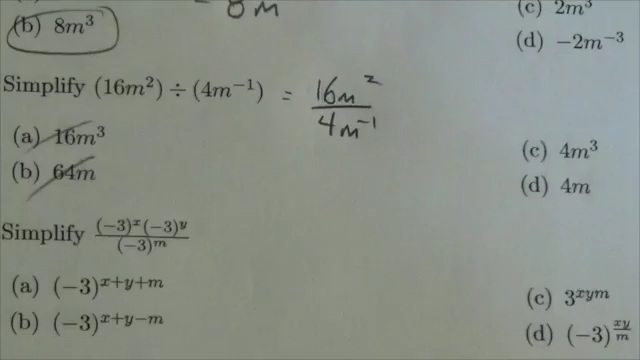 = 8m
(c) 2m³
(b) 8m³
(d) −2m⁻³
Simplify (16m²) ÷ (4m⁻¹) = 16m² / 4m⁻¹
(a) 16m³
(c) 4m³
(b) 64m
(d) 4m
Simplify (−3)ˣ(−3)ʸ / (−3)ᵐ
(a) (−3)ˣ⁺ʸ⁺ᵐ
(c) 3ˣʸᵐ
(b) (−3)ˣ⁺ʸ⁻ᵐ
(d) (−3)^(xy/m)